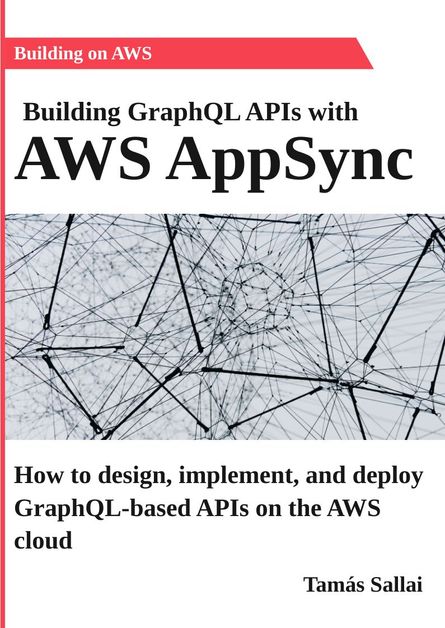 Building on AWS
Building GraphQL APIs with
AWS AppSync
How to design, implement, and deploy
GraphQL-based APIs on the AWS
cloud
Tamás Sallai